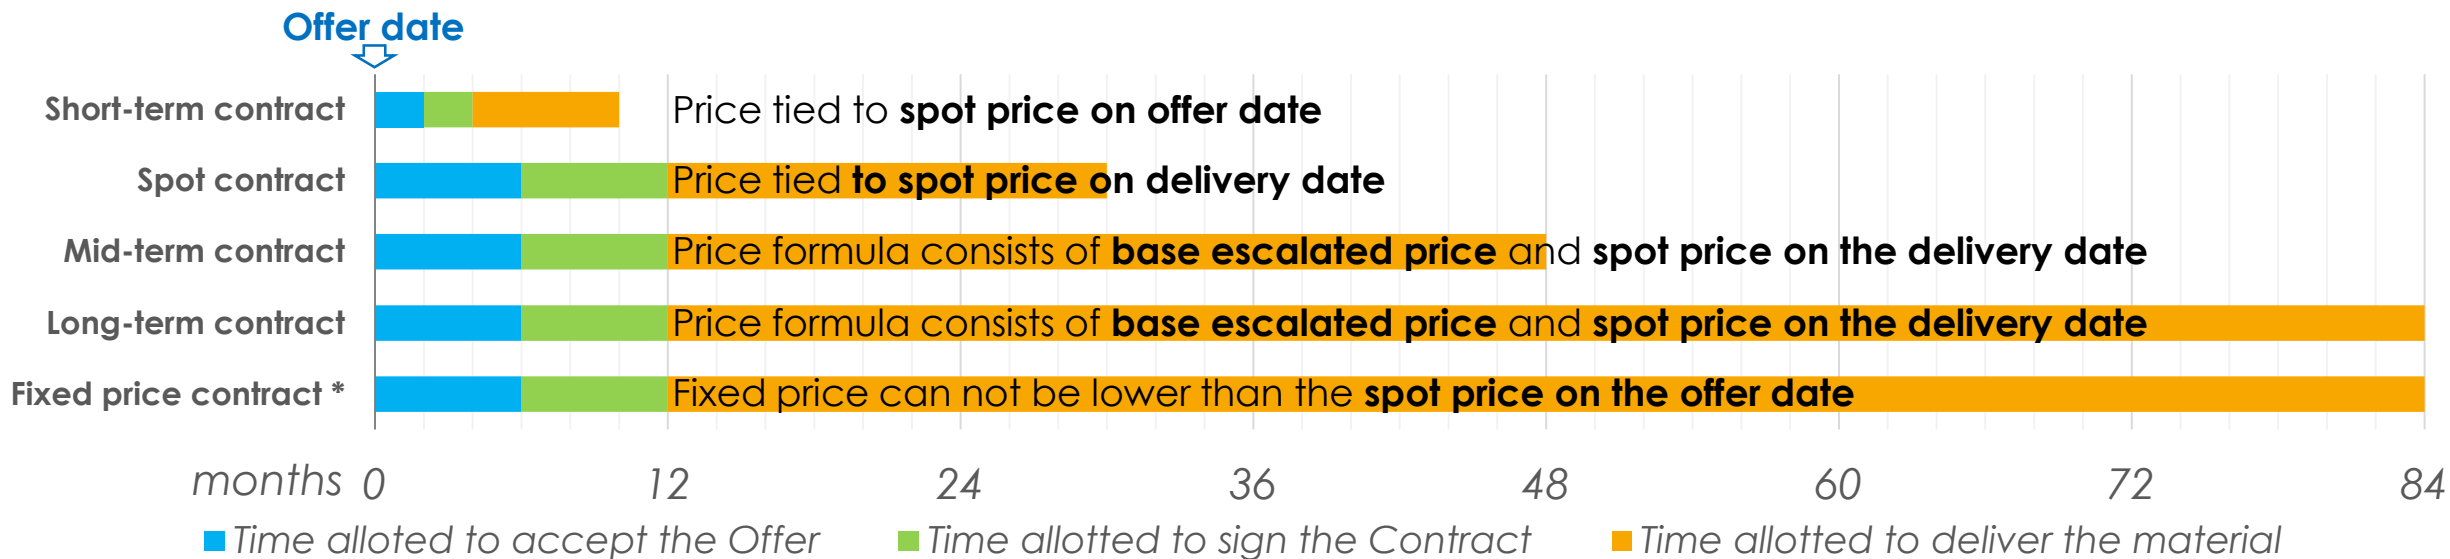 Offer date
Short-term contract Price tied to spot price on offer date
Spot contract Price tied to spot price on delivery date
Mid-term contract Price formula consists of base escalated price and spot price on the delivery date
Long-term contract Price formula consists of base escalated price and spot price on the delivery date
Fixed price contract * Fixed price can not be lower than the spot price on the offer date
months 0 12 24 36 48 60 72 84
Time alloted to accept the Offer Time allotted to sign the Contract Time allotted to deliver the material